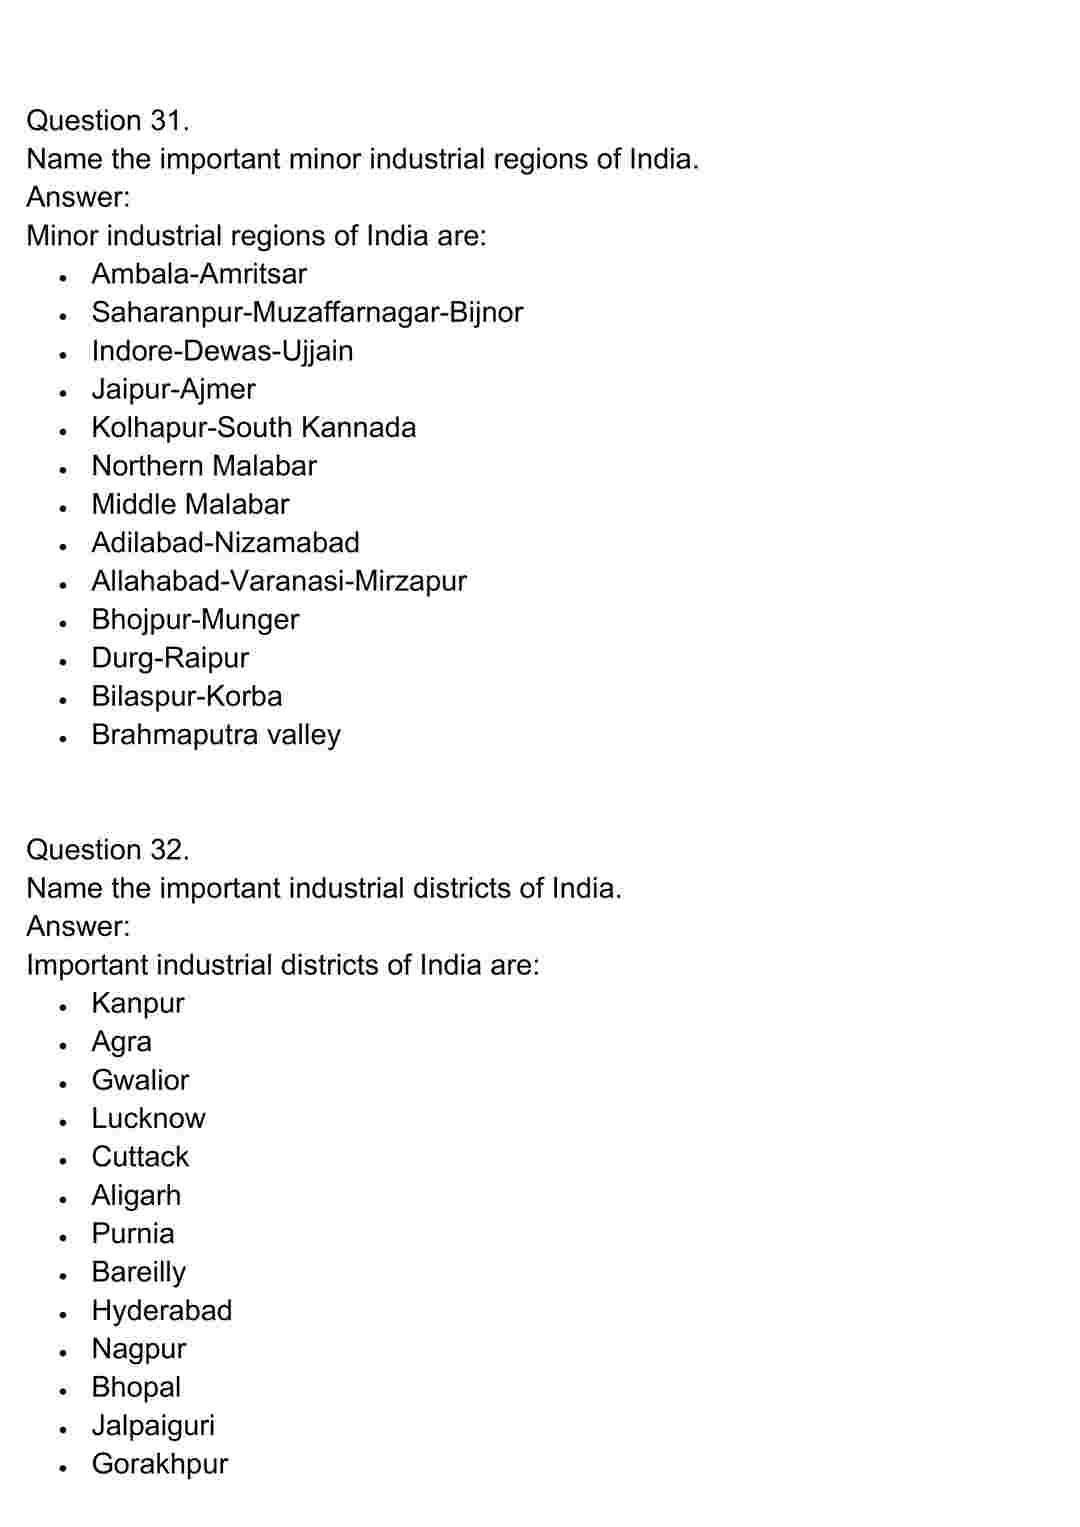 Question 31.
Name the important minor industrial regions of India.
Answer:
Minor industrial regions of India are:
• Ambala-Amritsar
• Saharanpur-Muzaffarnagar-Bijnor
• Indore-Dewas-Ujjain
• Jaipur-Ajmer
• Kolhapur-South Kannada
• Northern Malabar
• Middle Malabar
• Adilabad-Nizamabad
• Allahabad-Varanasi-Mirzapur
• Bhojpur-Munger
• Durg-Raipur
• Bilaspur-Korba
• Brahmaputra valley
Question 32.
Name the important industrial districts of India.
Answer:
Important industrial districts of India are:
• Kanpur
• Agra
• Gwalior
• Lucknow
• Cuttack
• Aligarh
• Purnia
• Bareilly
• Hyderabad
• Nagpur
• Bhopal
• Jalpaiguri
• Gorakhpur